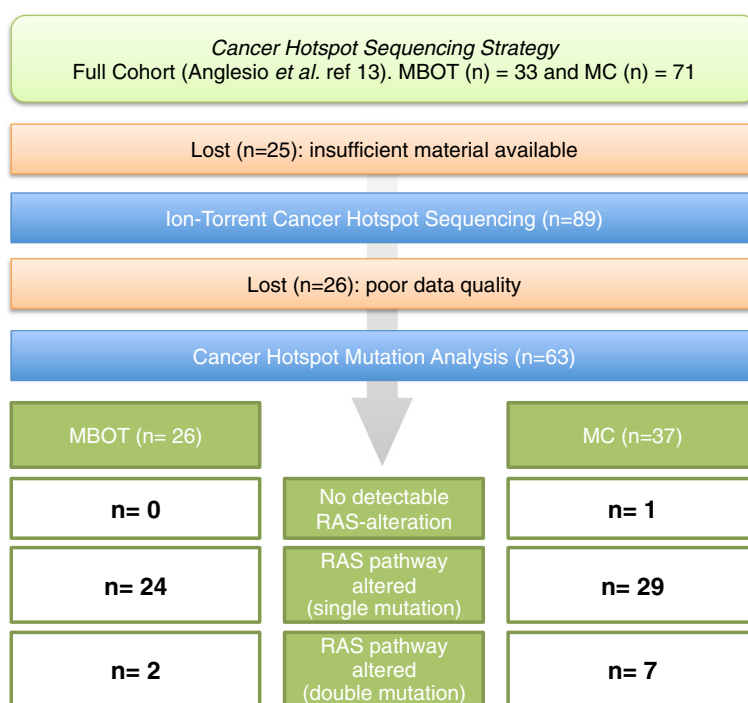 Cancer Hotspot Sequencing Strategy
Full Cohort (Anglesio et al. ref 13). MBOT (n) = 33 and MC (n) = 71
Lost (n=25): insufficient material available
Ion-Torrent Cancer Hotspot Sequencing (n=89)
Lost (n=26): poor data quality
Cancer Hotspot Mutation Analysis (n=63)
MBOT (n= 26)
MC (n=37)
n= 0
No detectable
RAS-alteration
n= 1
n= 24
RAS pathway
altered
(single mutation)
n= 29
n= 2
RAS pathway
altered
(double mutation)
n= 7